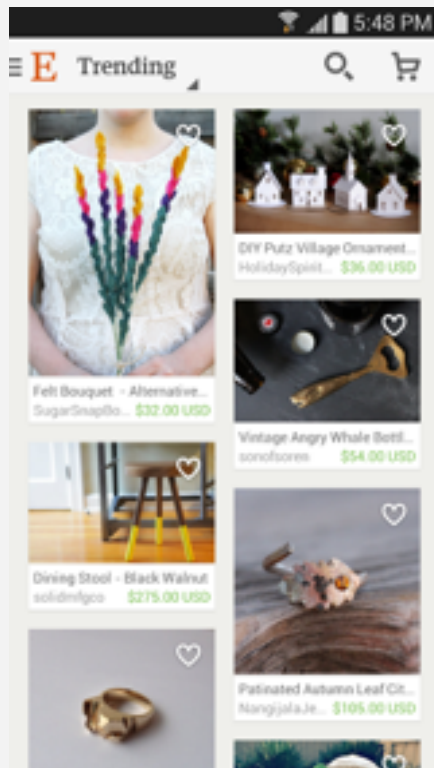 5:48 PM
E Trending
Felt Bouquet - Alternative...
SugarSnapBo... $32.00 USD
Dining Stool - Black Walnut
solidmfgco $275.00 USD
DIY Putz Village Ornament...
HolidaySpirit... $36.00 USD
Vintage Angry Whale Bottl...
sonofsoren $54.00 USD
Patinated Autumn Leaf Cit...
NangijalaJe... $105.00 USD